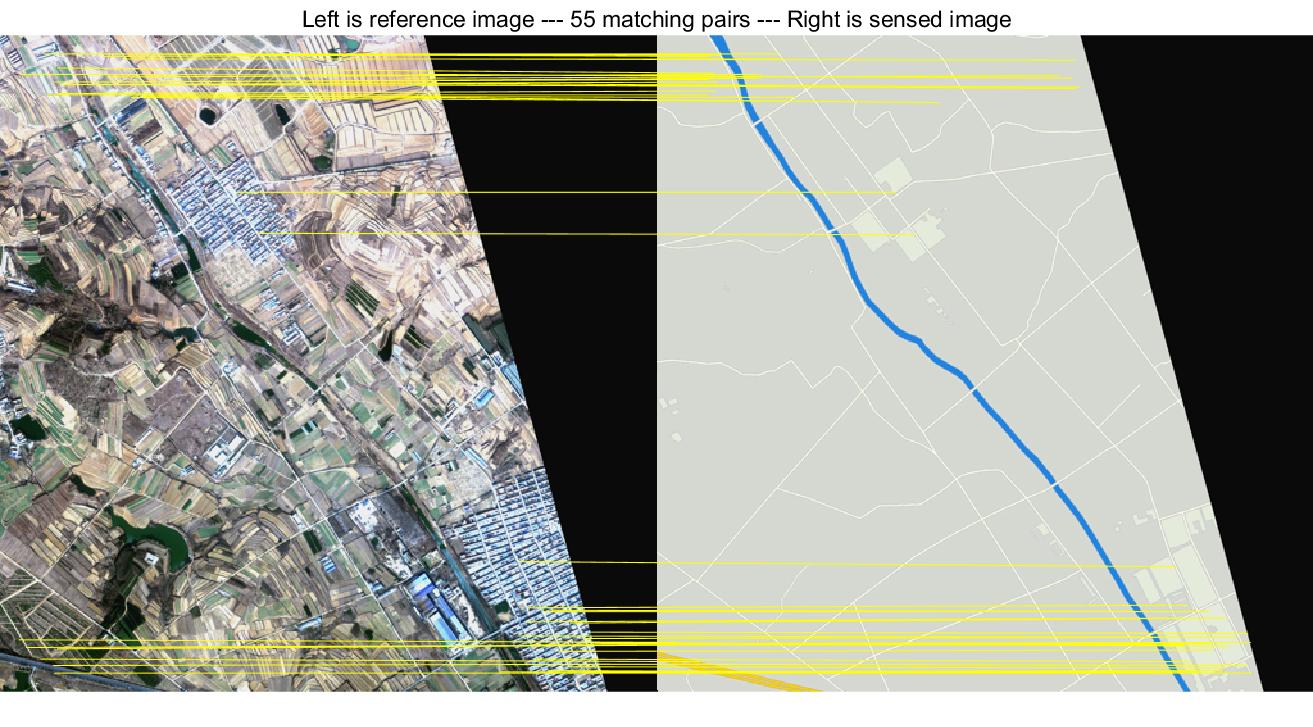 Left is reference image --- 55 matching pairs --- Right is sensed image